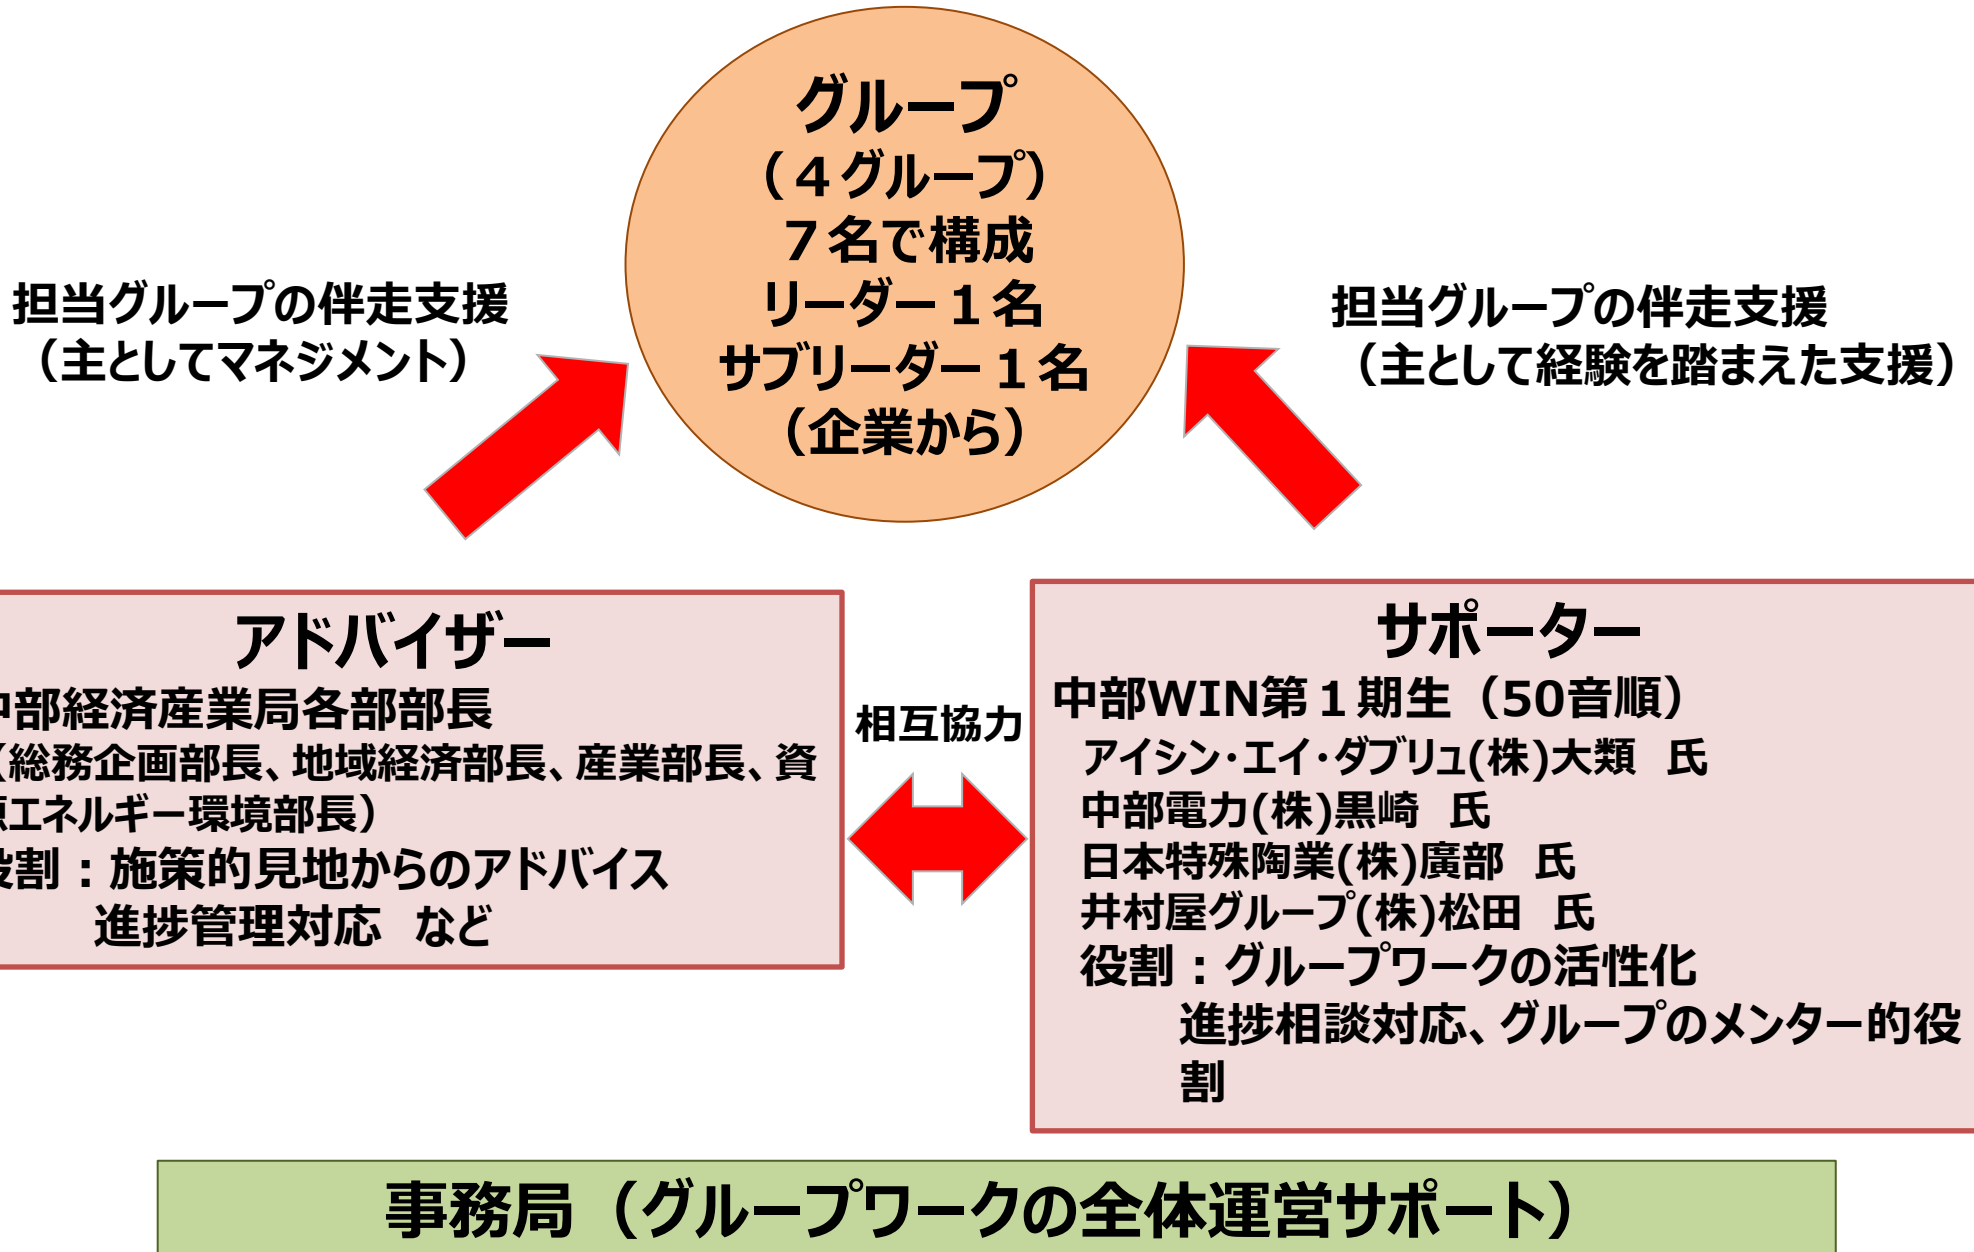 グループ
（４グループ）
７名で構成
リーダー１名
サブリーダー１名
（企業から）
担当グループの伴走支援
（主としてマネジメント）
担当グループの伴走支援
（主として経験を踏まえた支援）
アドバイザー
中部経済産業局各部部長
（総務企画部長、地域経済部長、産業部長、資
源エネルギー環境部長）
役割：施策的見地からのアドバイス
進捗管理対応　など
相互協力
サポーター
中部WIN第１期生（50音順）
アイシン・エイ・ダブリュ(株)大類　氏
中部電力(株)黒崎　氏
日本特殊陶業(株)廣部　氏
井村屋グループ(株)松田　氏
役割：グループワークの活性化
進捗相談対応、グループのメンター的役
割
事務局（グループワークの全体運営サポート）